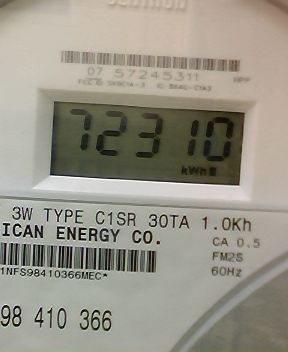 07 57245311 HPP
72310
kWh
3W TYPE C1SR 30TA 1.0Kh
ICAN ENERGY CO.
CA 0.5
FM2S
60Hz
1NFS98410366MEC*
98 410 366